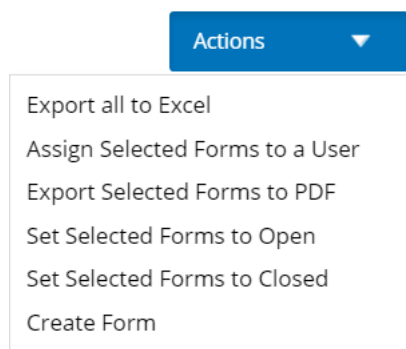 Actions
Export all to Excel
Assign Selected Forms to a User
Export Selected Forms to PDF
Set Selected Forms to Open
Set Selected Forms to Closed
Create Form